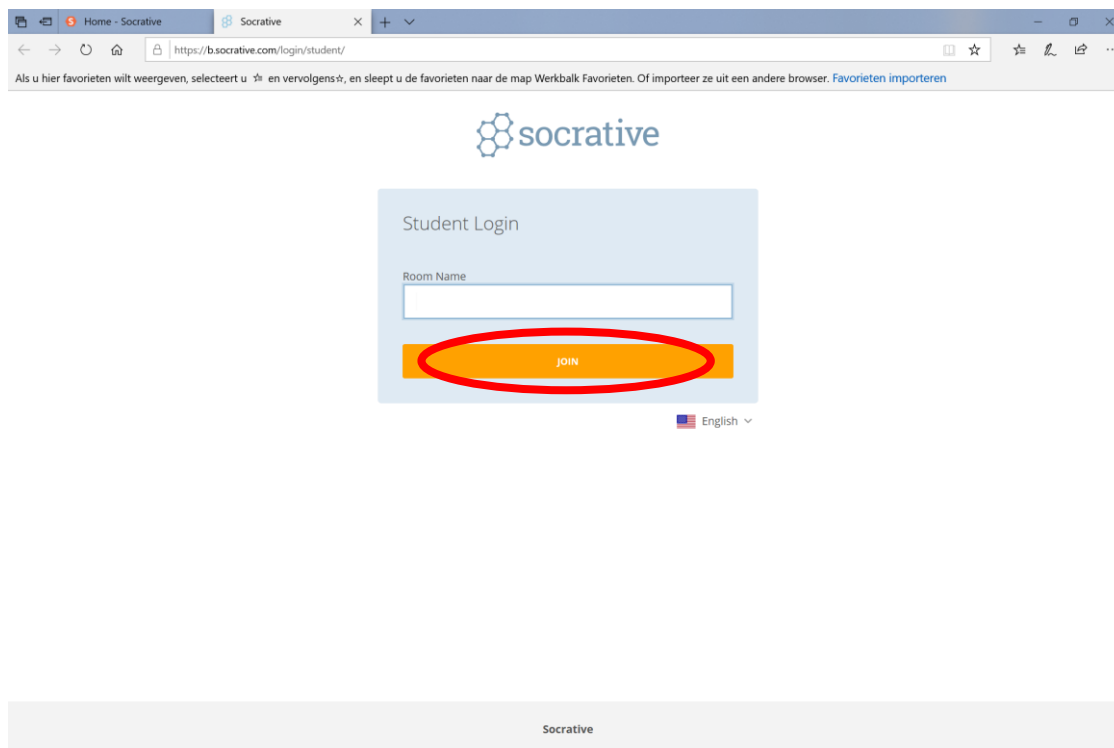 Home - Socrative
Socrative
https://b.socrative.com/login/student/
Als u hier favorieten wilt weergeven, selecteert u ☆ en vervolgens☆, en sleept u de favorieten naar de map Werkbalk Favorieten. Of importeer ze uit een andere browser. Favorieten importeren
socrative
Student Login
Room Name
JOIN
English
Socrative